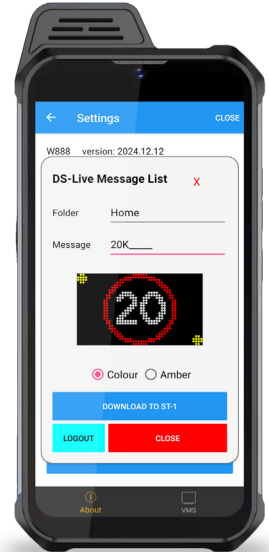 ← Settings CLOSE
W888 version: 2024.12.12
DS-Live Message List X
Folder Home
Message 20K____
20
Colour Amber
DOWNLOAD TO ST-1
LOGOUT CLOSE
About VMS